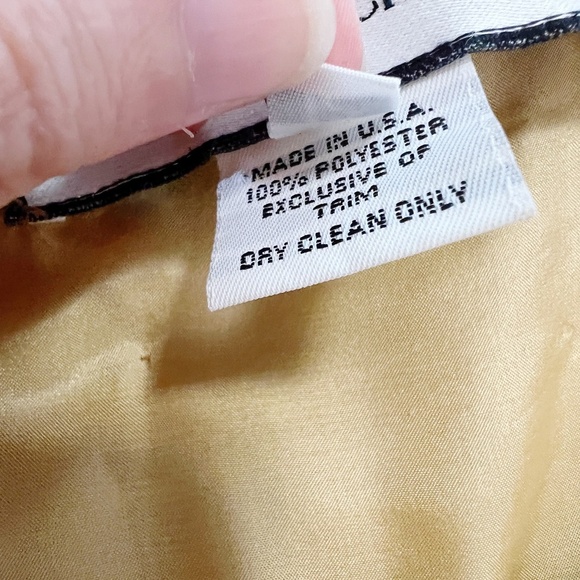 MADE IN U.S.A.
100% POLYESTER
EXCLUSIVE OF
TRIM
DRY CLEAN ONLY